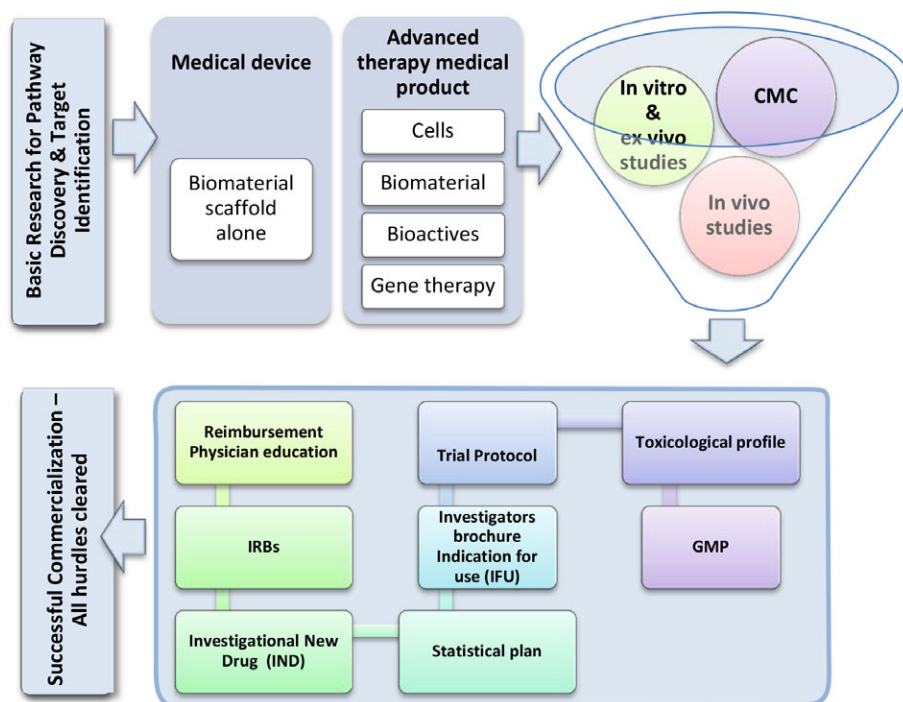 Basic Research for Pathway
Discovery & Target
Identification
Medical device
Biomaterial
scaffold
alone
Advanced
therapy medical
product
Cells
Biomaterial
Bioactives
Gene therapy
In vitro
&
ex vivo
studies
CMC
In vivo
studies
Successful Commercialization –
All hurdles cleared
Reimbursement
Physician education
IRBs
Investigational New
Drug (IND)
Trial Protocol
Investigators
brochure
Indication for
use (IFU)
Statistical plan
Toxicological profile
GMP